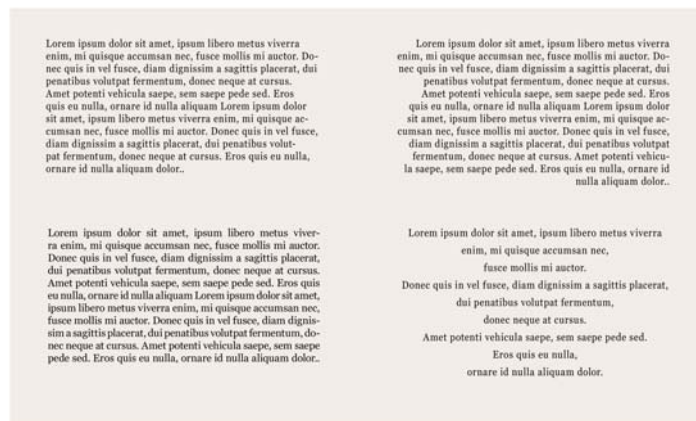 Lorem ipsum dolor sit amet, ipsum libero metus viverra
enim, mi quisque accumsan nec, fusce mollis mi auctor. Do-
nec quis in vel fusce, diam dignissim a sagittis placerat, dui
penatibus volutpat fermentum, donec neque at cursus.
Amet potenti vehicula saepe, sem saepe pede sed. Eros
quis eu nulla, ornare id nulla aliquam Lorem ipsum dolor
sit amet, ipsum libero metus viverra enim, mi quisque ac-
cumsan nec, fusce mollis mi auctor. Donec quis in vel fusce,
diam dignissim a sagittis placerat, dui penatibus volut-
pat fermentum, donec neque at cursus. Eros quis eu nulla,
ornare id nulla aliquam dolor..
Lorem ipsum dolor sit amet, ipsum libero metus viverra
enim, mi quisque accumsan nec, fusce mollis mi auctor. Do-
nec quis in vel fusce, diam dignissim a sagittis placerat, dui
penatibus volutpat fermentum, donec neque at cursus.
Amet potenti vehicula saepe, sem saepe pede sed. Eros
quis eu nulla, ornare id nulla aliquam Lorem ipsum dolor
sit amet, ipsum libero metus viverra enim, mi quisque ac-
cumsan nec, fusce mollis mi auctor. Donec quis in vel fusce,
diam dignissim a sagittis placerat, dui penatibus volutpat
fermentum, donec neque at cursus. Amet potenti vehicu-
la saepe, sem saepe pede sed. Eros quis eu nulla, ornare id
nulla aliquam dolor..
Lorem ipsum dolor sit amet, ipsum libero metus viver-
ra enim, mi quisque accumsan nec, fusce mollis mi auctor.
Donec quis in vel fusce, diam dignissim a sagittis placerat,
dui penatibus volutpat fermentum, donec neque at cursus.
Amet potenti vehicula saepe, sem saepe pede sed. Eros quis
eu nulla, ornare id nulla aliquam Lorem ipsum dolor sit amet,
ipsum libero metus viverra enim, mi quisque accumsan nec,
fusce mollis mi auctor. Donec quis in vel fusce, diam dignis-
sim a sagittis placerat, dui penatibus volutpat fermentum, do-
nec neque at cursus. Amet potenti vehicula saepe, sem saepe
pede sed. Eros quis eu nulla, ornare id nulla aliquam dolor..
Lorem ipsum dolor sit amet, ipsum libero metus viverra
enim, mi quisque accumsan nec,
fusce mollis mi auctor.
Donec quis in vel fusce, diam dignissim a sagittis placerat,
dui penatibus volutpat fermentum,
donec neque at cursus.
Amet potenti vehicula saepe, sem saepe pede sed.
Eros quis eu nulla,
ornare id nulla aliquam dolor.